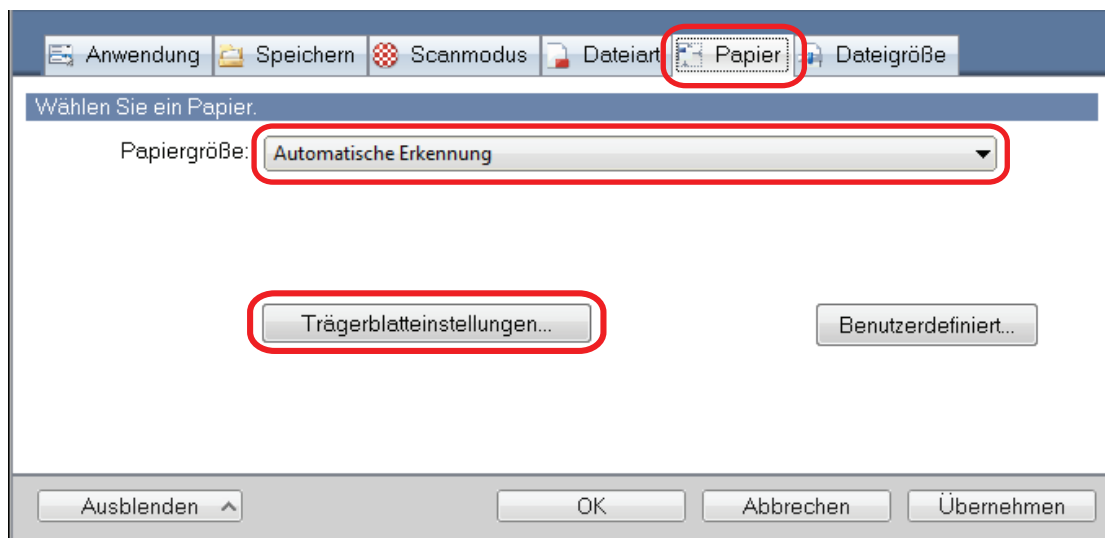 Anwendung Speichern Scanmodus Dateiart Papier Dateigröße
Wählen Sie ein Papier.
Papiergröße: Automatische Erkennung
Trägerblatteinstellungen... Benutzerdefiniert...
Ausblenden OK Abbrechen Übernehmen